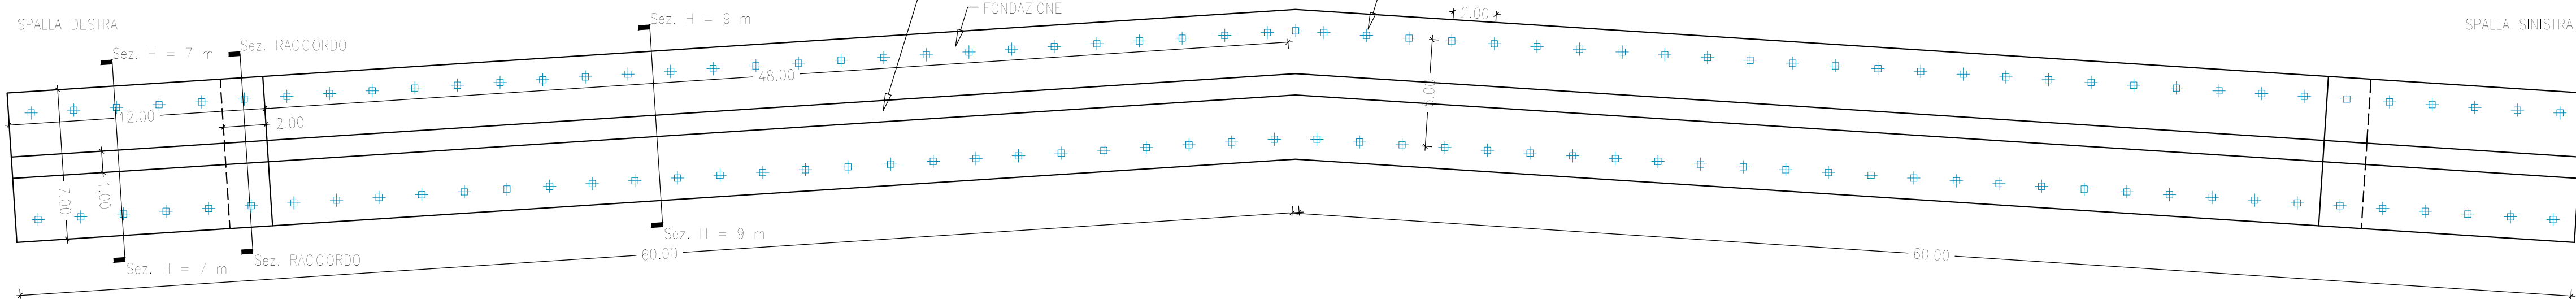 SPALLA DESTRA
Sez. H = 7 m
Sez. RACCORDO
Sez. H = 9 m
FONDAZIONE
2.00
SPALLA SINISTRA
48.00
5.00
12.00
2.00
7.00
1.00
Sez. H = 9 m
Sez. H = 7 m
Sez. RACCORDO
60.00
60.00